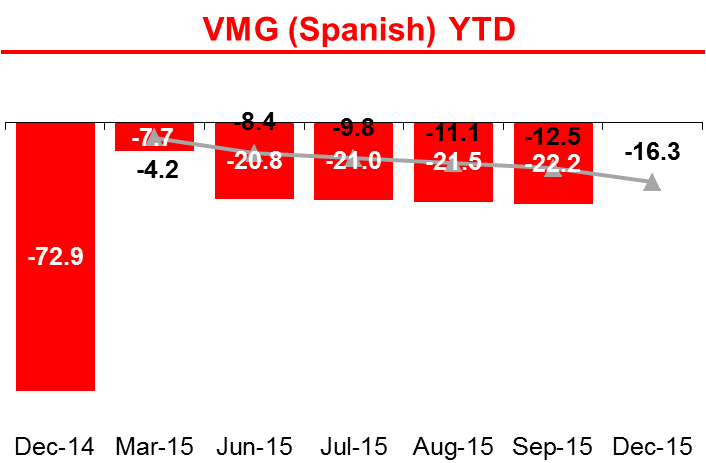 VMG (Spanish) YTD
-8.4 -9.8 -11.1 -12.5
-7.7 -16.3
-4.2 -20.8 -21.0 -21.5 -22.2
-72.9
Dec-14 Mar-15 Jun-15 Jul-15 Aug-15 Sep-15 Dec-15